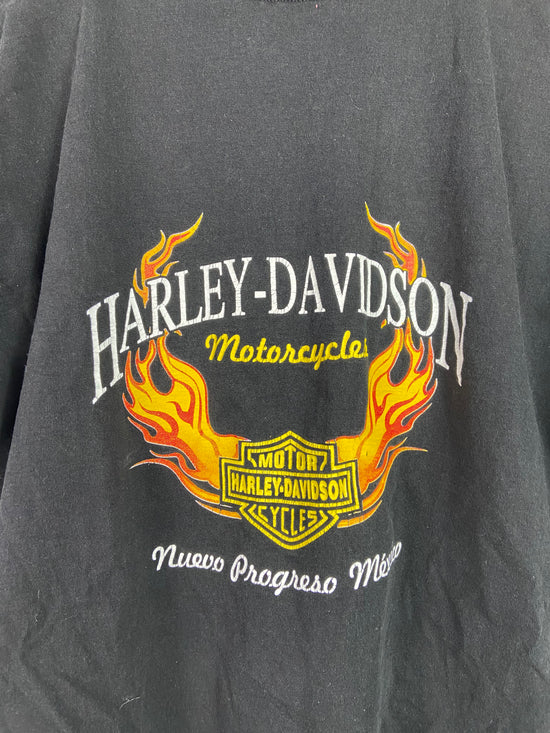 HARLEY-DAVIDSON
Motorcycles
MOTOR
HARLEY-DAVIDSON
CYCLES
Nuevo Progreso México